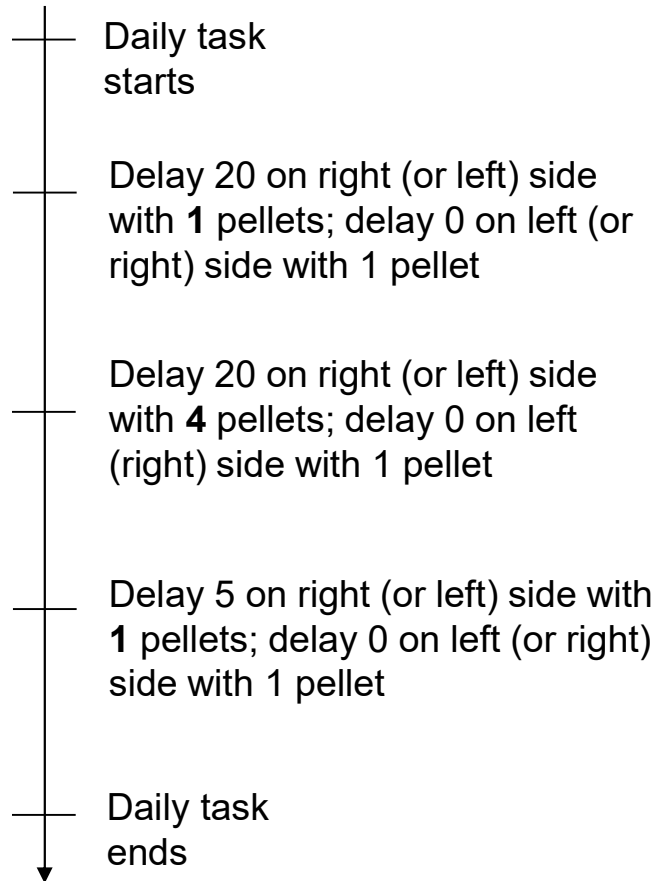 Daily task
starts
Delay 20 on right (or left) side
with 1 pellets; delay 0 on left (or
right) side with 1 pellet
Delay 20 on right (or left) side
with 4 pellets; delay 0 on left
(right) side with 1 pellet
Delay 5 on right (or left) side with
1 pellets; delay 0 on left (or right)
side with 1 pellet
Daily task
ends